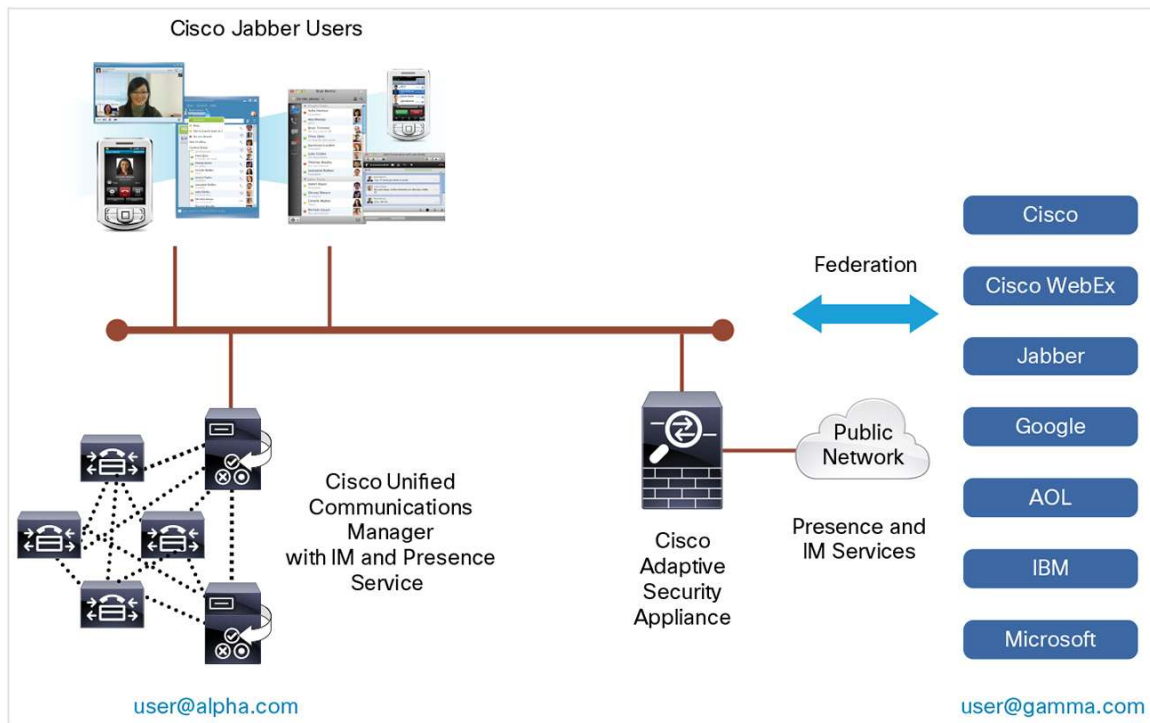 Cisco Jabber Users
Federation
Cisco
Cisco WebEx
Jabber
Google
AOL
IBM
Microsoft
Public
Network
Presence and
IM Services
Cisco Unified
Communications
Manager
with IM and Presence
Service
Cisco
Adaptive
Security
Appliance
user@alpha.com
user@gamma.com